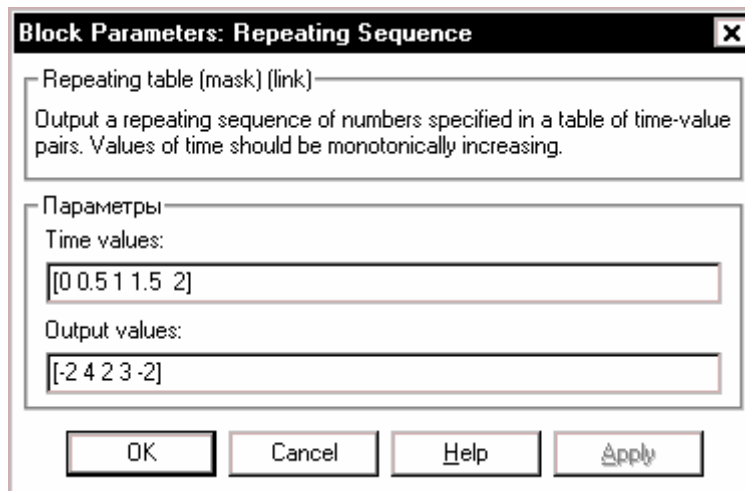 Block Parameters: Repeating Sequence
Repeating table (mask) (link)
Output a repeating sequence of numbers specified in a table of time-value
pairs. Values of time should be monotonically increasing.
Параметры
Time values:
[0 0.5 1 1.5  2]
Output values:
[-2 4 2 3 -2]
OK Cancel Help Apply